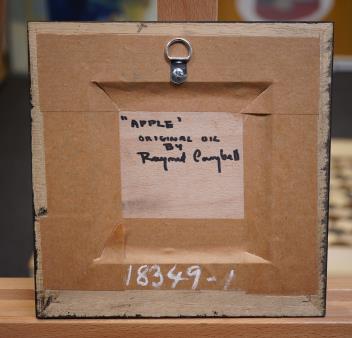 "APPLE"
ORIGINAL OIL
BY
Raymond Campbell
18349-1